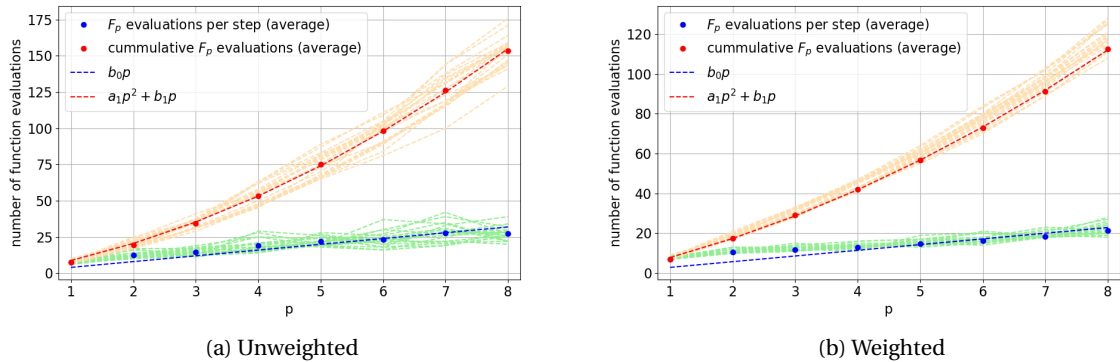 175
150
125
100
75
50
25
0
number of function evaluations
F_p evaluations per step (average)
cummulative F_p evaluations (average)
b_0p
a_1p^2 + b_1p
1 2 3 4 5 6 7 8
p
(a) Unweighted
120
100
80
60
40
20
0
number of function evaluations
F_p evaluations per step (average)
cummulative F_p evaluations (average)
b_0p
a_1p^2 + b_1p
1 2 3 4 5 6 7 8
p
(b) Weighted